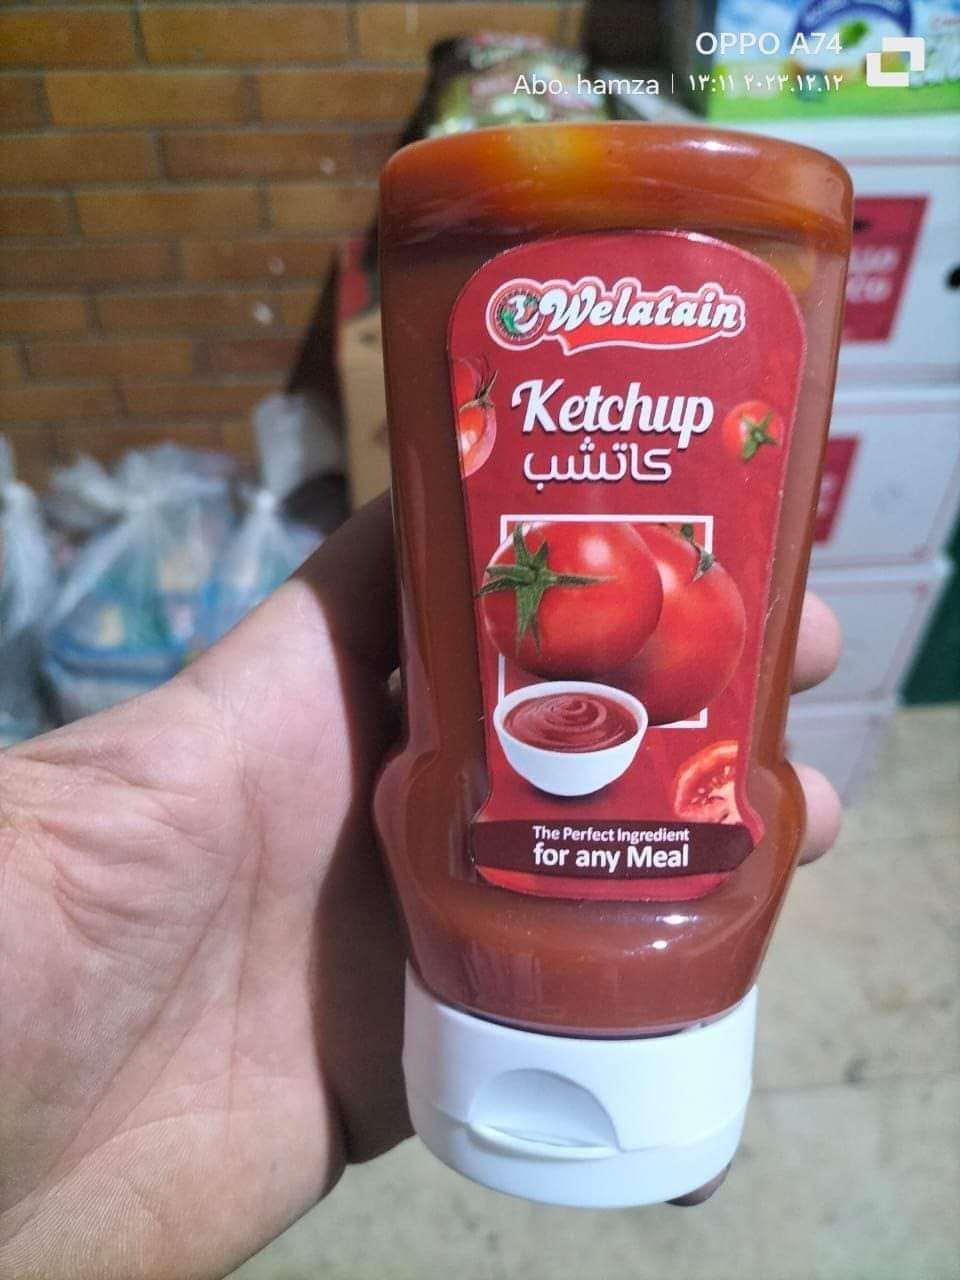 OPPO A74
Abo. hamza | ٢٠٢٣.١٢.١٢ ١٣:١١
Welatain
Ketchup
كاتشب
The Perfect Ingredient
for any Meal